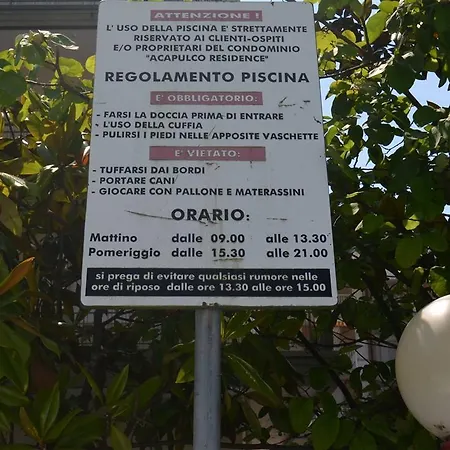 ATTENZIONE !
L' USO DELLA PISCINA E' STRETTAMENTE
RISERVATO AI CLIENTI-OSPITI
E/O PROPRIETARI DEL CONDOMINIO
"ACAPULCO RESIDENCE"
REGOLAMENTO PISCINA
E' OBBLIGATORIO:
- FARSI LA DOCCIA PRIMA DI ENTRARE
- L'USO DELLA CUFFIA
- PULIRSI I PIEDI NELLE APPOSITE VASCHETTE
E' VIETATO:
- TUFFARSI DAI BORDI
- PORTARE CANI
- GIOCARE CON PALLONE E MATERASSINI
ORARIO:
Mattino dalle 09.00 alle 13.30
Pomeriggio dalle 15.30 alle 21.00
si prega di evitare qualsiasi rumore nelle
ore di riposo dalle ore 13.30 alle ore 15.00